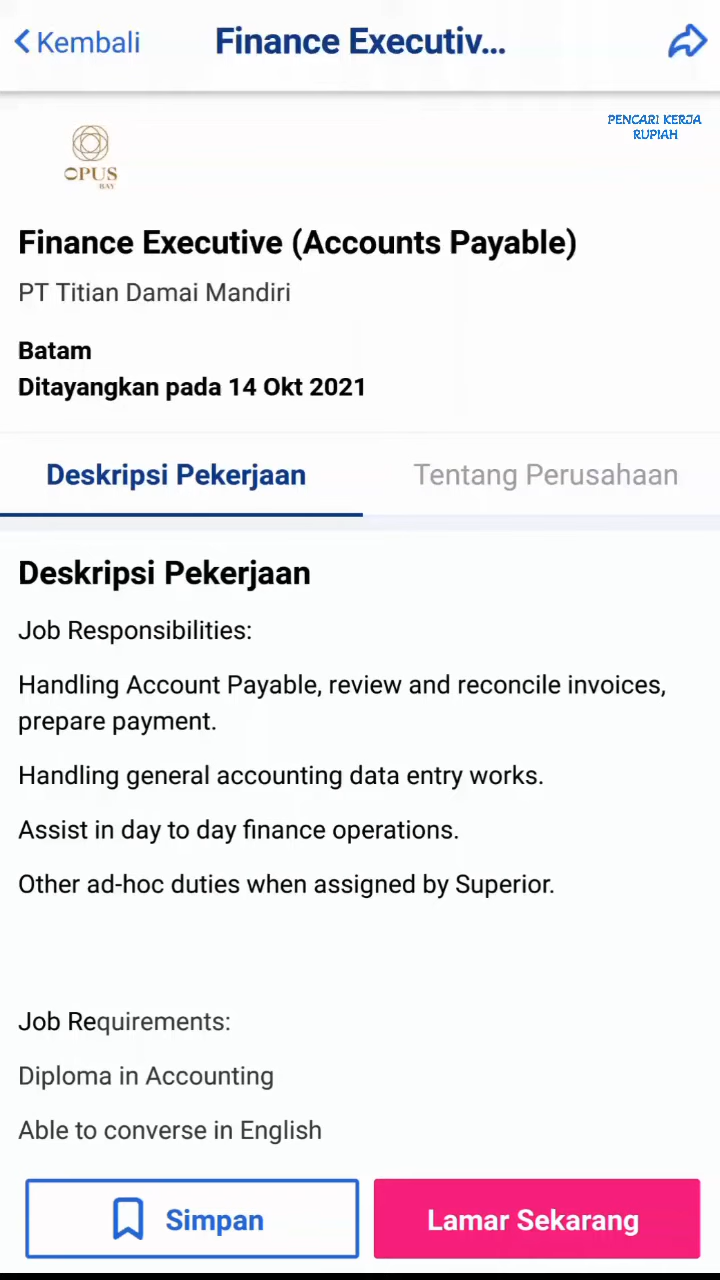 Kembali
Finance Executiv...
PENCARI KERJA
RUPIAH
OPUS
BAY
Finance Executive (Accounts Payable)
PT Titian Damai Mandiri
Batam
Ditayangkan pada 14 Okt 2021
Deskripsi Pekerjaan
Tentang Perusahaan
Deskripsi Pekerjaan
Job Responsibilities:
Handling Account Payable, review and reconcile invoices,
prepare payment.
Handling general accounting data entry works.
Assist in day to day finance operations.
Other ad-hoc duties when assigned by Superior.
Job Requirements:
Diploma in Accounting
Able to converse in English
Simpan
Lamar Sekarang